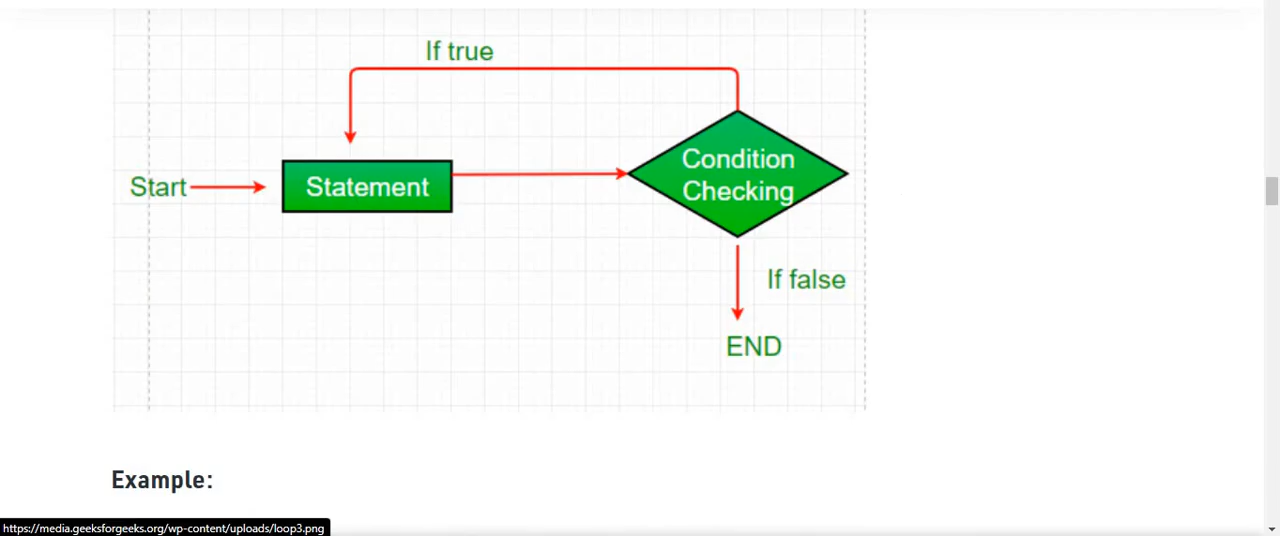 If true
Condition
Checking
Start
Statement
If false
END
Example:
https://media.geeksforgeeks.org/wp-content/uploads/loop3.png